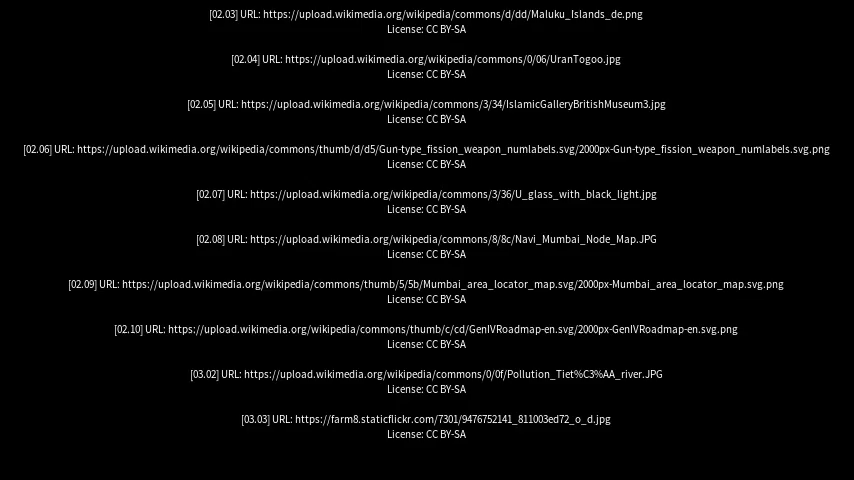 [02.03] URL: https://upload.wikimedia.org/wikipedia/commons/d/dd/Maluku_Islands_de.png
License: CC BY-SA
[02.04] URL: https://upload.wikimedia.org/wikipedia/commons/0/06/UranTogoo.jpg
License: CC BY-SA
[02.05] URL: https://upload.wikimedia.org/wikipedia/commons/3/34/IslamicGalleryBritishMuseum3.jpg
License: CC BY-SA
[02.06] URL: https://upload.wikimedia.org/wikipedia/commons/thumb/d/d5/Gun-type_fission_weapon_numlabels.svg/2000px-Gun-type_fission_weapon_numlabels.svg.png
License: CC BY-SA
[02.07] URL: https://upload.wikimedia.org/wikipedia/commons/3/36/U_glass_with_black_light.jpg
License: CC BY-SA
[02.08] URL: https://upload.wikimedia.org/wikipedia/commons/8/8c/Navi_Mumbai_Node_Map.JPG
License: CC BY-SA
[02.09] URL: https://upload.wikimedia.org/wikipedia/commons/thumb/5/5b/Mumbai_area_locator_map.svg/2000px-Mumbai_area_locator_map.svg.png
License: CC BY-SA
[02.10] URL: https://upload.wikimedia.org/wikipedia/commons/thumb/c/cd/GenIVRoadmap-en.svg/2000px-GenIVRoadmap-en.svg.png
License: CC BY-SA
[03.02] URL: https://upload.wikimedia.org/wikipedia/commons/0/0f/Pollution_Tiet%C3%AA_river.JPG
License: CC BY-SA
[03.03] URL: https://farm8.staticflickr.com/7301/9476752141_811003ed72_o_d.jpg
License: CC BY-SA